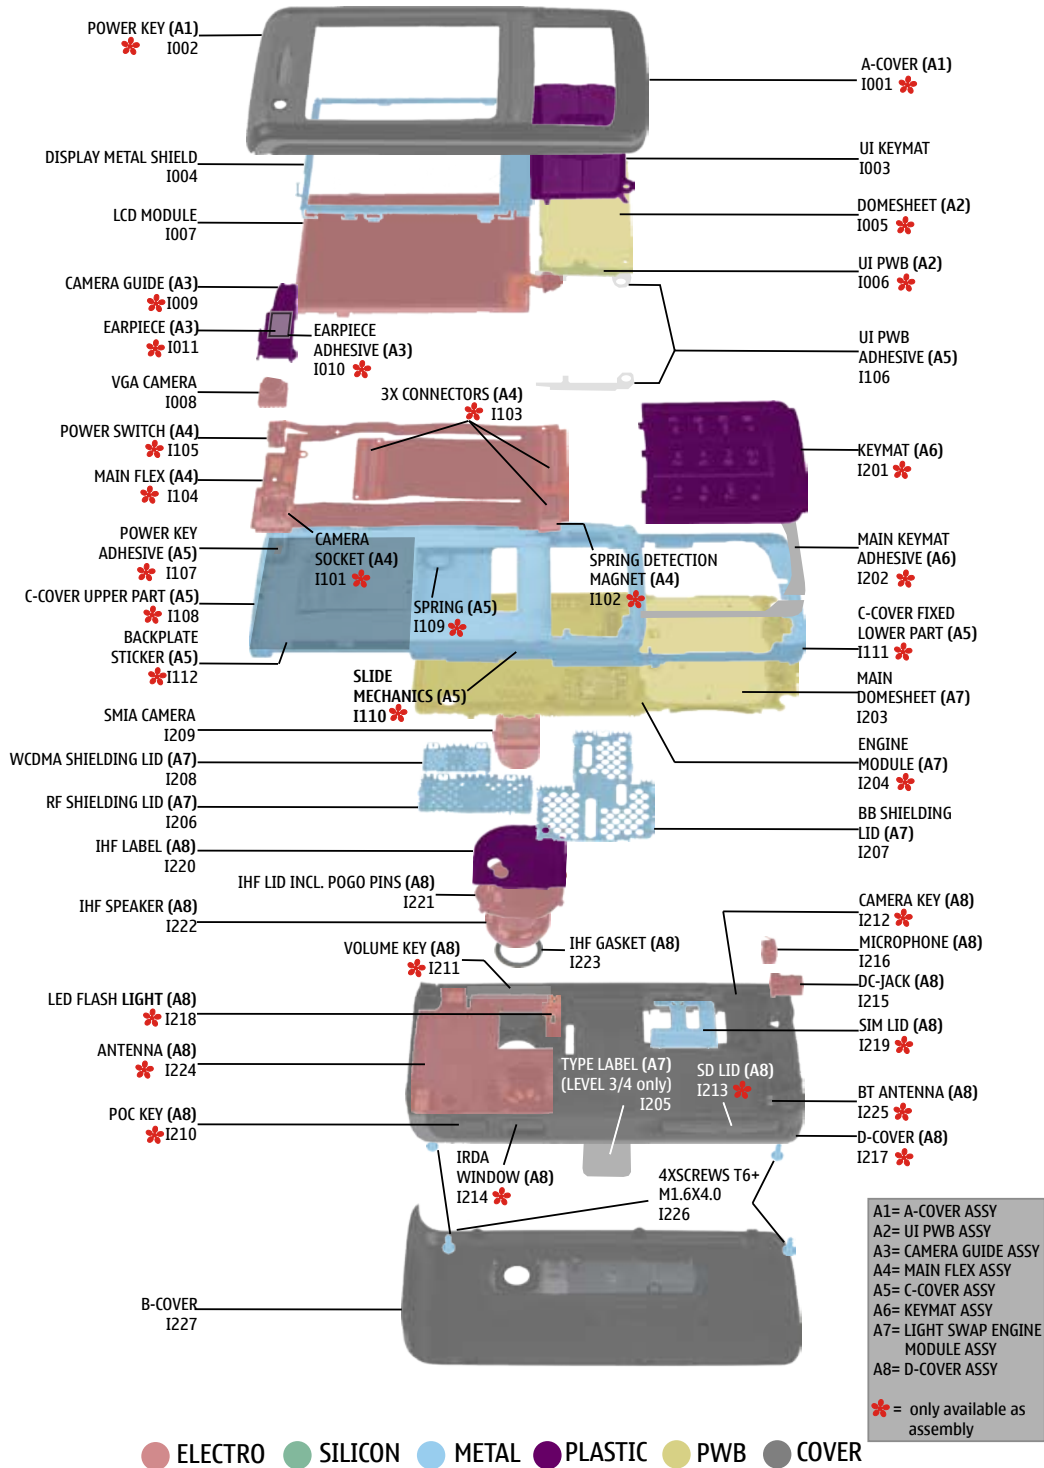 POWER KEY (A1)
I002
A-COVER (A1)
I001
DISPLAY METAL SHIELD
I004
UI KEYMAT
I003
LCD MODULE
I007
DOMESHEET (A2)
I005
UI PWB (A2)
I006
CAMERA GUIDE (A3)
I009
EARPIECE (A3)
I011
EARPIECE
ADHESIVE (A3)
I010
UI PWB
ADHESIVE (A5)
I106
VGA CAMERA
I008
3X CONNECTORS (A4)
I103
POWER SWITCH (A4)
I105
KEYMAT (A6)
I201
MAIN FLEX (A4)
I104
POWER KEY
ADHESIVE (A5)
I107
CAMERA
SOCKET (A4)
I101
SPRING DETECTION
MAGNET (A4)
I102
MAIN KEYMAT
ADHESIVE (A6)
I202
C-COVER UPPER PART (A5)
I108
SPRING (A5)
I109
C-COVER FIXED
LOWER PART (A5)
I111
BACKPLATE
STICKER (A5)
I112
SLIDE
MECHANICS (A5)
I110
MAIN
DOMESHEET (A7)
I203
SMIA CAMERA
I209
ENGINE
MODULE (A7)
I204
WCDMA SHIELDING LID (A7)
I208
RF SHIELDING LID (A7)
I206
BB SHIELDING
LID (A7)
I207
IHF LABEL (A8)
I220
IHF LID INCL. POGO PINS (A8)
I221
IHF SPEAKER (A8)
I222
CAMERA KEY (A8)
I212
IHF GASKET (A8)
I223
VOLUME KEY (A8)
I211
MICROPHONE (A8)
I216
DC-JACK (A8)
I215
LED FLASH LIGHT (A8)
I218
SIM LID (A8)
I219
ANTENNA (A8)
I224
TYPE LABEL (A7)
(LEVEL 3/4 only)
I205
SD LID (A8)
I213
BT ANTENNA (A8)
I225
POC KEY (A8)
I210
D-COVER (A8)
I217
IRDA
WINDOW (A8)
I214
4XSCREWS T6+
M1.6X4.0
I226
B-COVER
I227
A1= A-COVER ASSY
A2= UI PWB ASSY
A3= CAMERA GUIDE ASSY
A4= MAIN FLEX ASSY
A5= C-COVER ASSY
A6= KEYMAT ASSY
A7= LIGHT SWAP ENGINE
MODULE ASSY
A8= D-COVER ASSY
= only available as
assembly
ELECTRO SILICON METAL PLASTIC PWB COVER